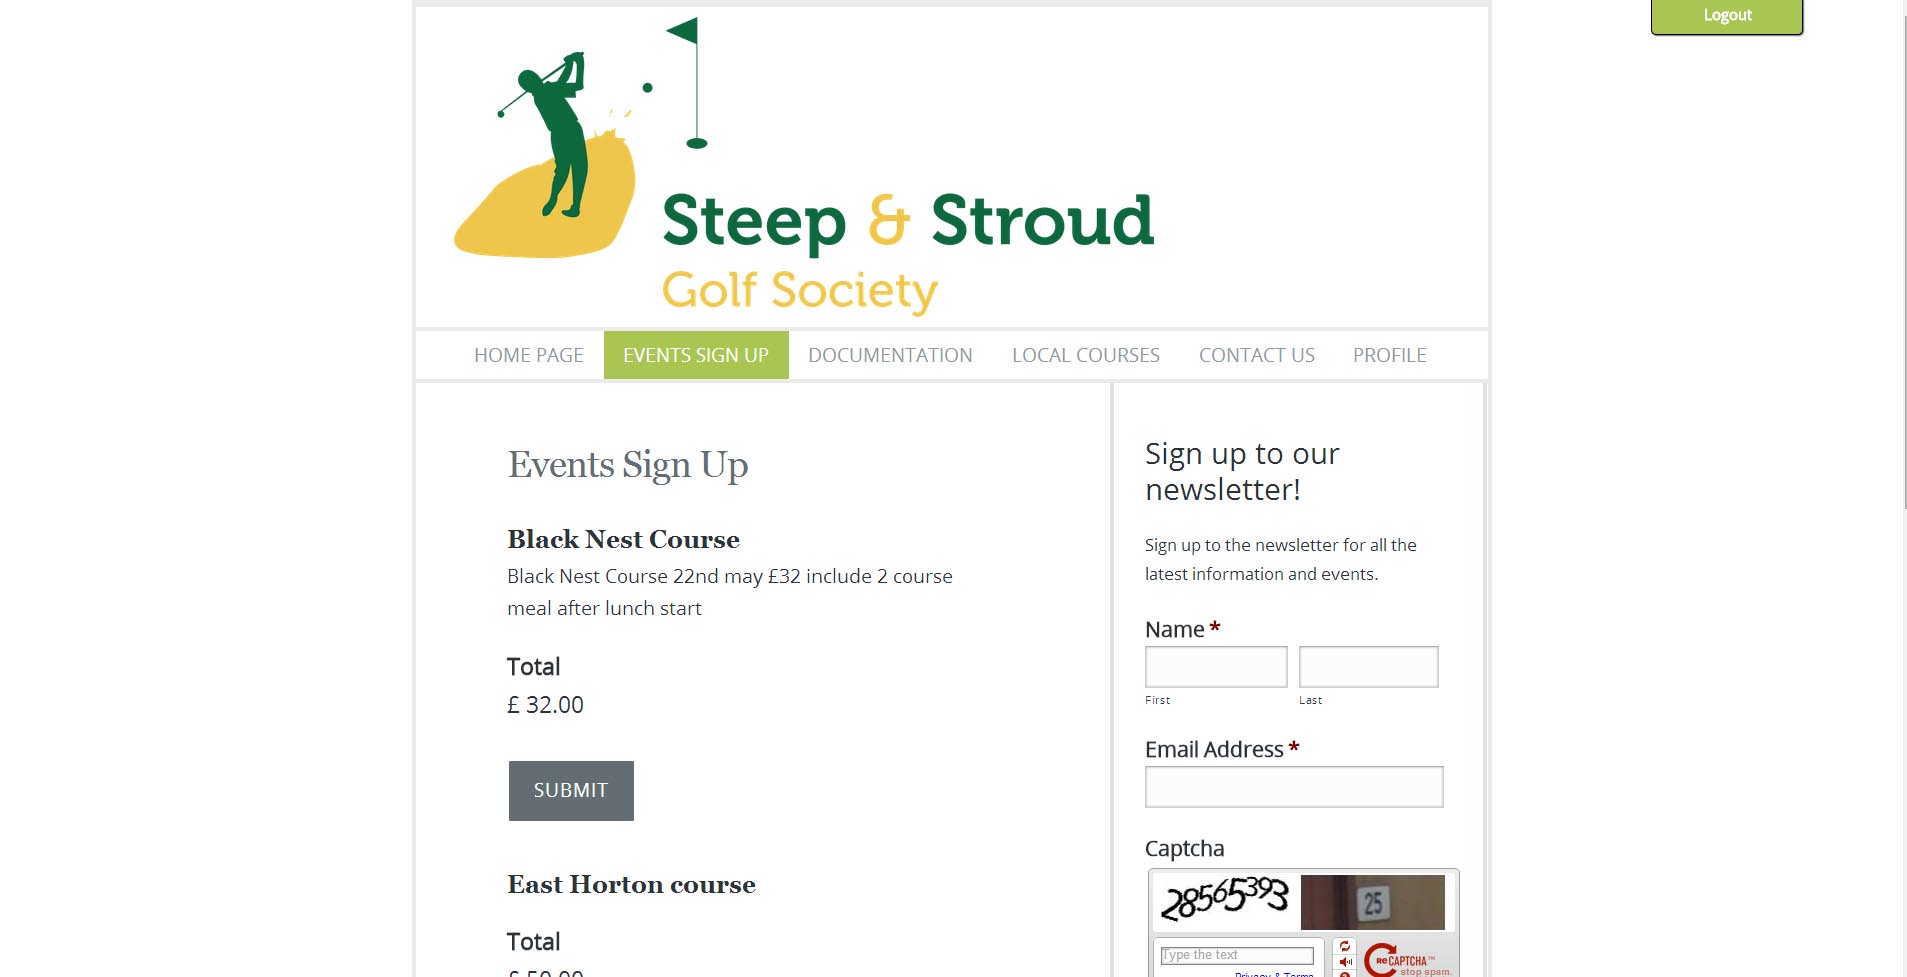 Logout
Steep & Stroud
Golf Society
HOME PAGE EVENTS SIGN UP DOCUMENTATION LOCAL COURSES CONTACT US PROFILE
Events Sign Up
Black Nest Course
Black Nest Course 22nd may £32 include 2 course
meal after lunch start
Total
£ 32.00
SUBMIT
East Horton course
Total
£ 50.00
Sign up to our
newsletter!
Sign up to the newsletter for all the
latest information and events.
Name *
First Last
Email Address *
Captcha
28565393 25
Type the text
Privacy & Terms
reCAPTCHA™
stop spam.